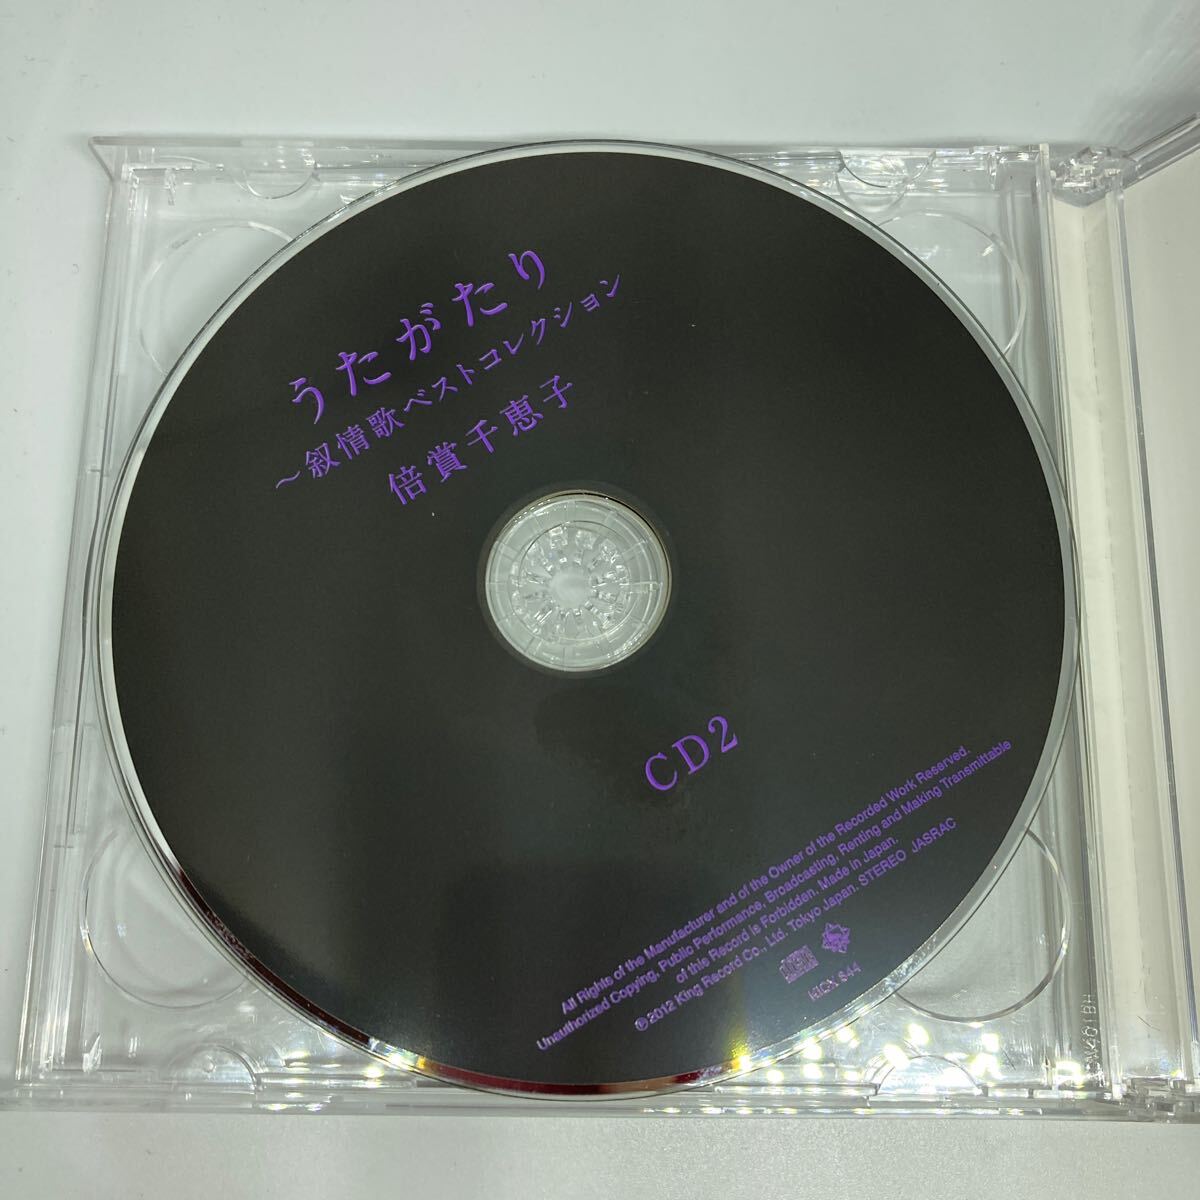 うたがたり
～叙情歌ベストコレクション
倍賞千恵子
CD2
All Rights of the Manufacturer and of the Owner of the Recorded Work Reserved.
Unauthorized Copying, Public Performance, Broadcasting, Renting and Making Transmittable
of this Record is Forbidden. Made in Japan.
℗2012 King Record Co., Ltd. Tokyo Japan. STEREO JASRAC
KICX 844